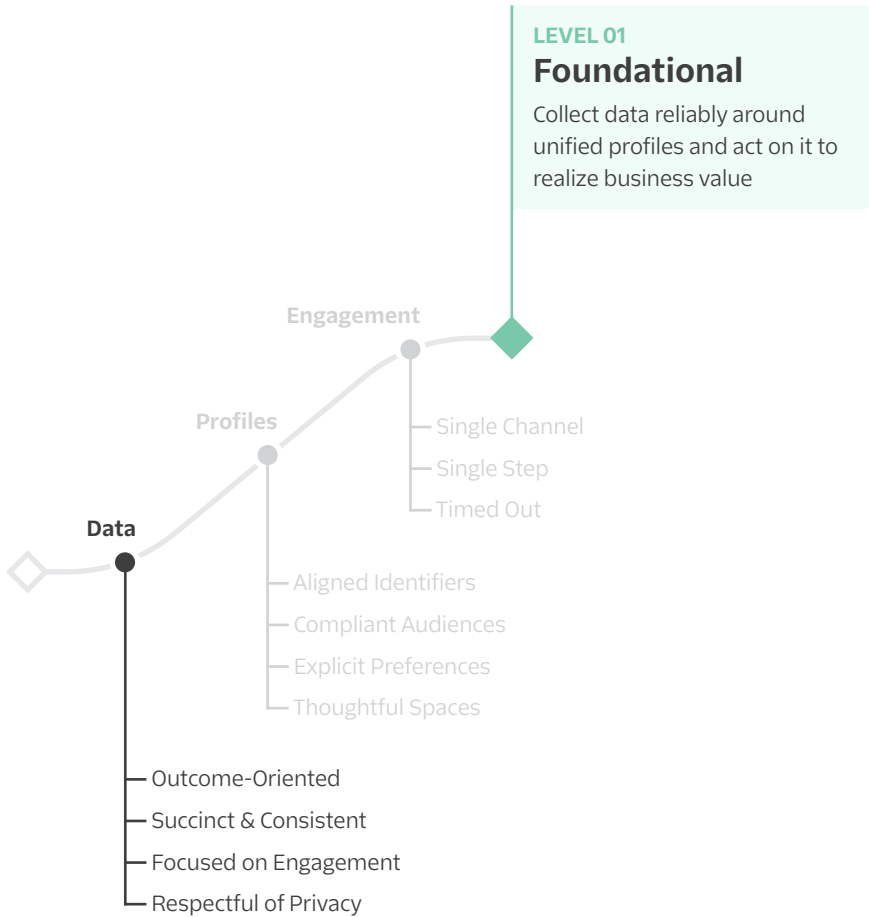 LEVEL 01
Foundational
Collect data reliably around
unified profiles and act on it to
realize business value
Engagement
Single Channel
Single Step
Timed Out
Profiles
Aligned Identifiers
Compliant Audiences
Explicit Preferences
Thoughtful Spaces
Data
Outcome-Oriented
Succinct & Consistent
Focused on Engagement
Respectful of Privacy